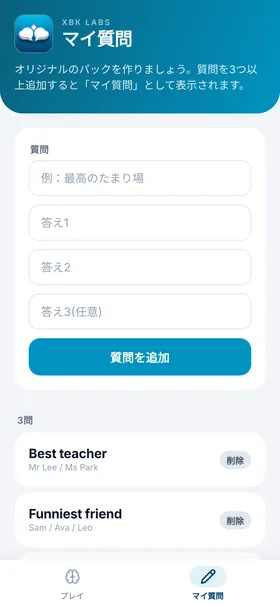 XBK LABS
マイ質問
オリジナルのパックを作りましょう。質問を3つ以
上追加すると「マイ質問」として表示されます。
質問
例：最高のたまり場
答え1
答え2
答え3(任意)
質問を追加
3問
Best teacher
Mr Lee / Ms Park
削除
Funniest friend
Sam / Ava / Leo
削除
プレイ
マイ質問